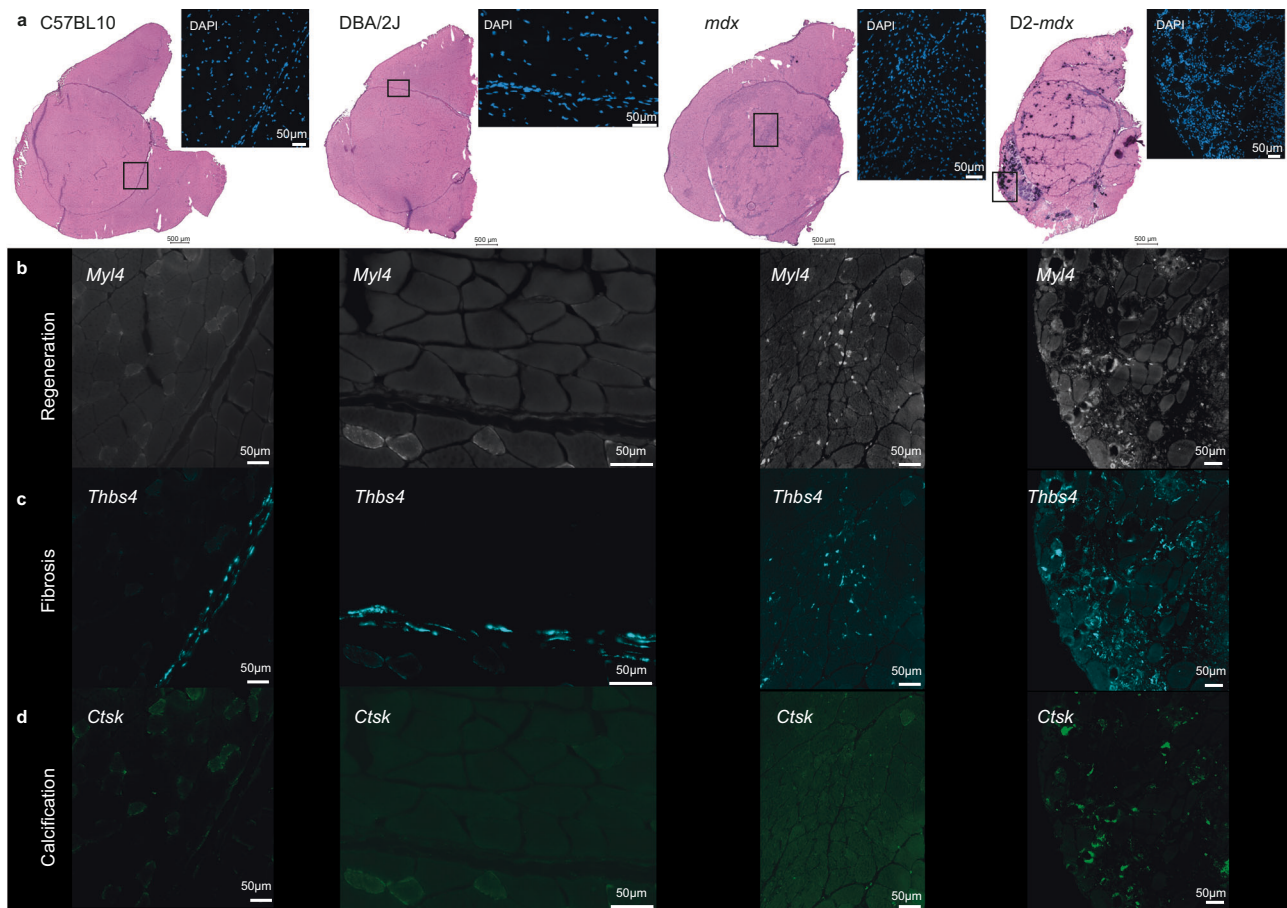 a C57BL10 DBA/2J mdx D2-mdx
DAPI DAPI DAPI DAPI
50µm 50µm 50µm 50µm
500 µm 500 µm 500 µm 500 µm
b Regeneration
Myl4 Myl4 Myl4 Myl4
50µm 50µm 50µm 50µm
c Fibrosis
Thbs4 Thbs4 Thbs4 Thbs4
50µm 50µm 50µm 50µm
d Calcification
Ctsk Ctsk Ctsk Ctsk
50µm 50µm 50µm 50µm